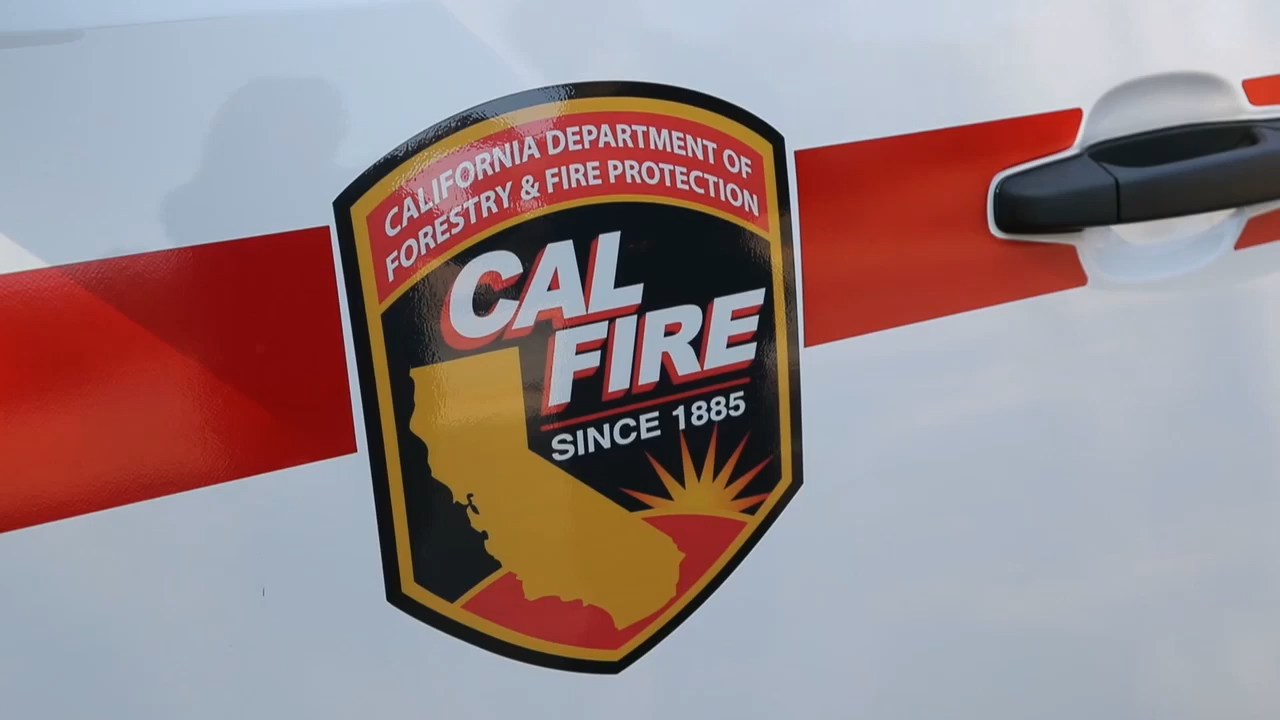 CALIFORNIA DEPARTMENT OF
FORESTRY & FIRE PROTECTION
CAL
FIRE
SINCE 1885